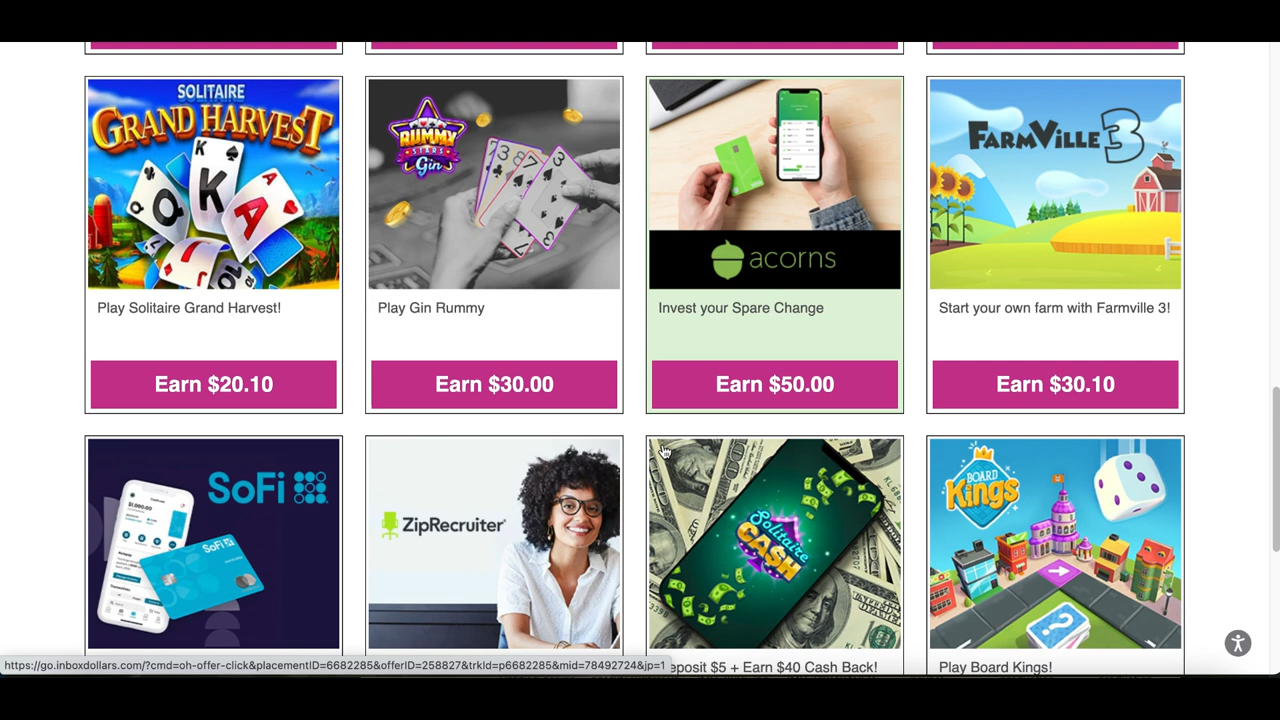 SOLITAIRE
GRAND HARVEST
RUMMY
STARS
Gin
acorns
FARMVILLE 3
Play Solitaire Grand Harvest!
Play Gin Rummy
Invest your Spare Change
Start your own farm with Farmville 3!
Earn $20.10
Earn $30.00
Earn $50.00
Earn $30.10
SoFi
ZipRecruiter
Solitaire
CASH
BOARD
Kings
https://go.inboxdollars.com/?cmd=oh-offer-click&placementID=6682285&offerID=258827&trkId=p6682285&mid=78492724&jp=1
eposit $5 + Earn $40 Cash Back!
Play Board Kings!